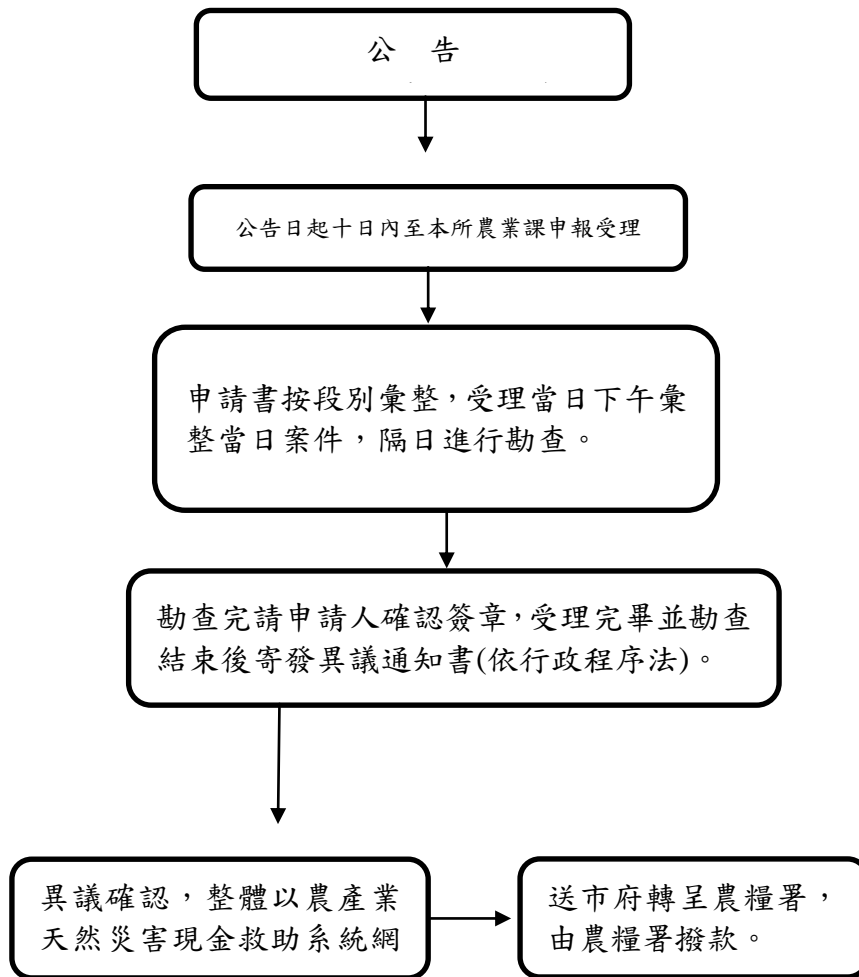 公 告
公告日起十日內至本所農業課申報受理
申請書按段別彙整，受理當日下午彙
整當日案件，隔日進行勘查。
勘查完請申請人確認簽章，受理完畢並勘查
結束後寄發異議通知書(依行政程序法)。
異議確認，整體以農產業
天然災害現金救助系統網
送市府轉呈農糧署，
由農糧署撥款。